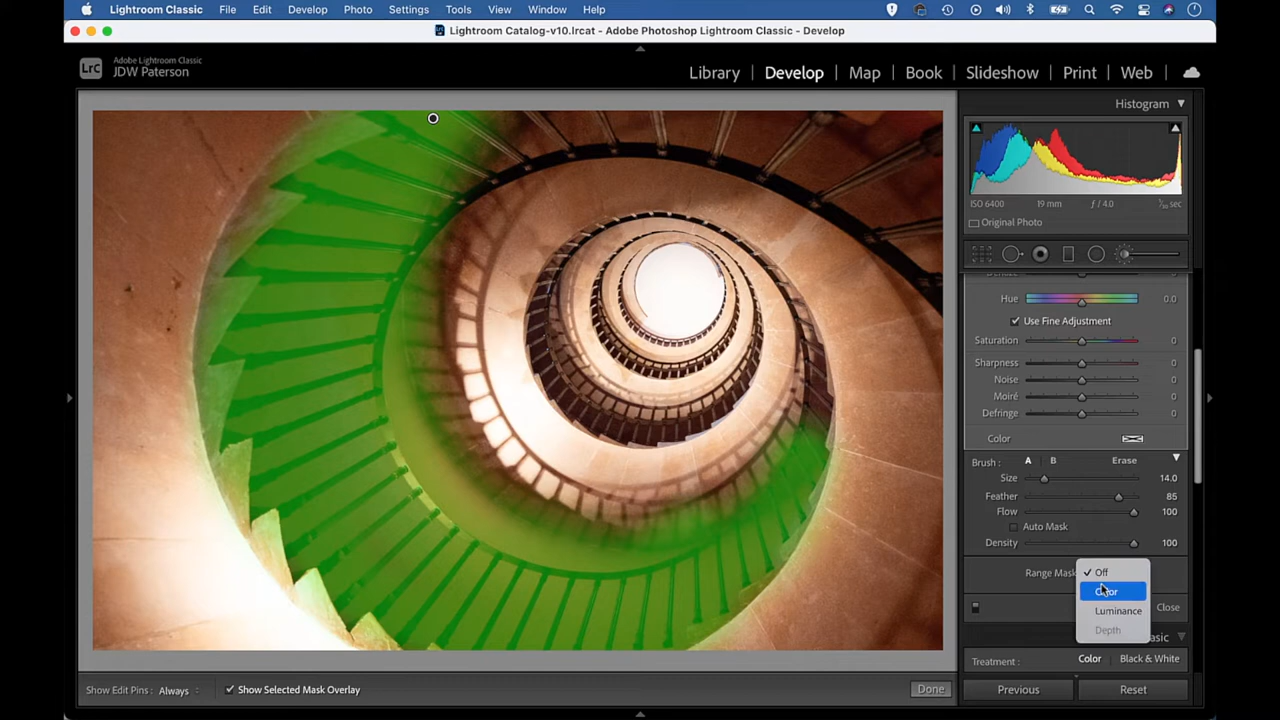 Lightroom Classic File Edit Develop Photo Settings Tools View Window Help
Lightroom Catalog-v10.lrcat - Adobe Photoshop Lightroom Classic - Develop
LrC
Adobe Lightroom Classic
JDW Paterson
Library Develop Map Book Slideshow Print Web
Histogram
ISO 6400 19 mm ƒ / 4.0
Original Photo
Hue 0.0
Use Fine Adjustment
Saturation 0
Sharpness 0
Noise 0
Moiré 0
Defringe 0
Color
Brush : A B Erase
Size 14.0
Feather 85
Flow 100
Auto Mask
Density 100
Range Mask Off
Color
Luminance
Close
Depth
Treatment : Color Black & White
Show Edit Pins : Always Show Selected Mask Overlay Done
Previous Reset